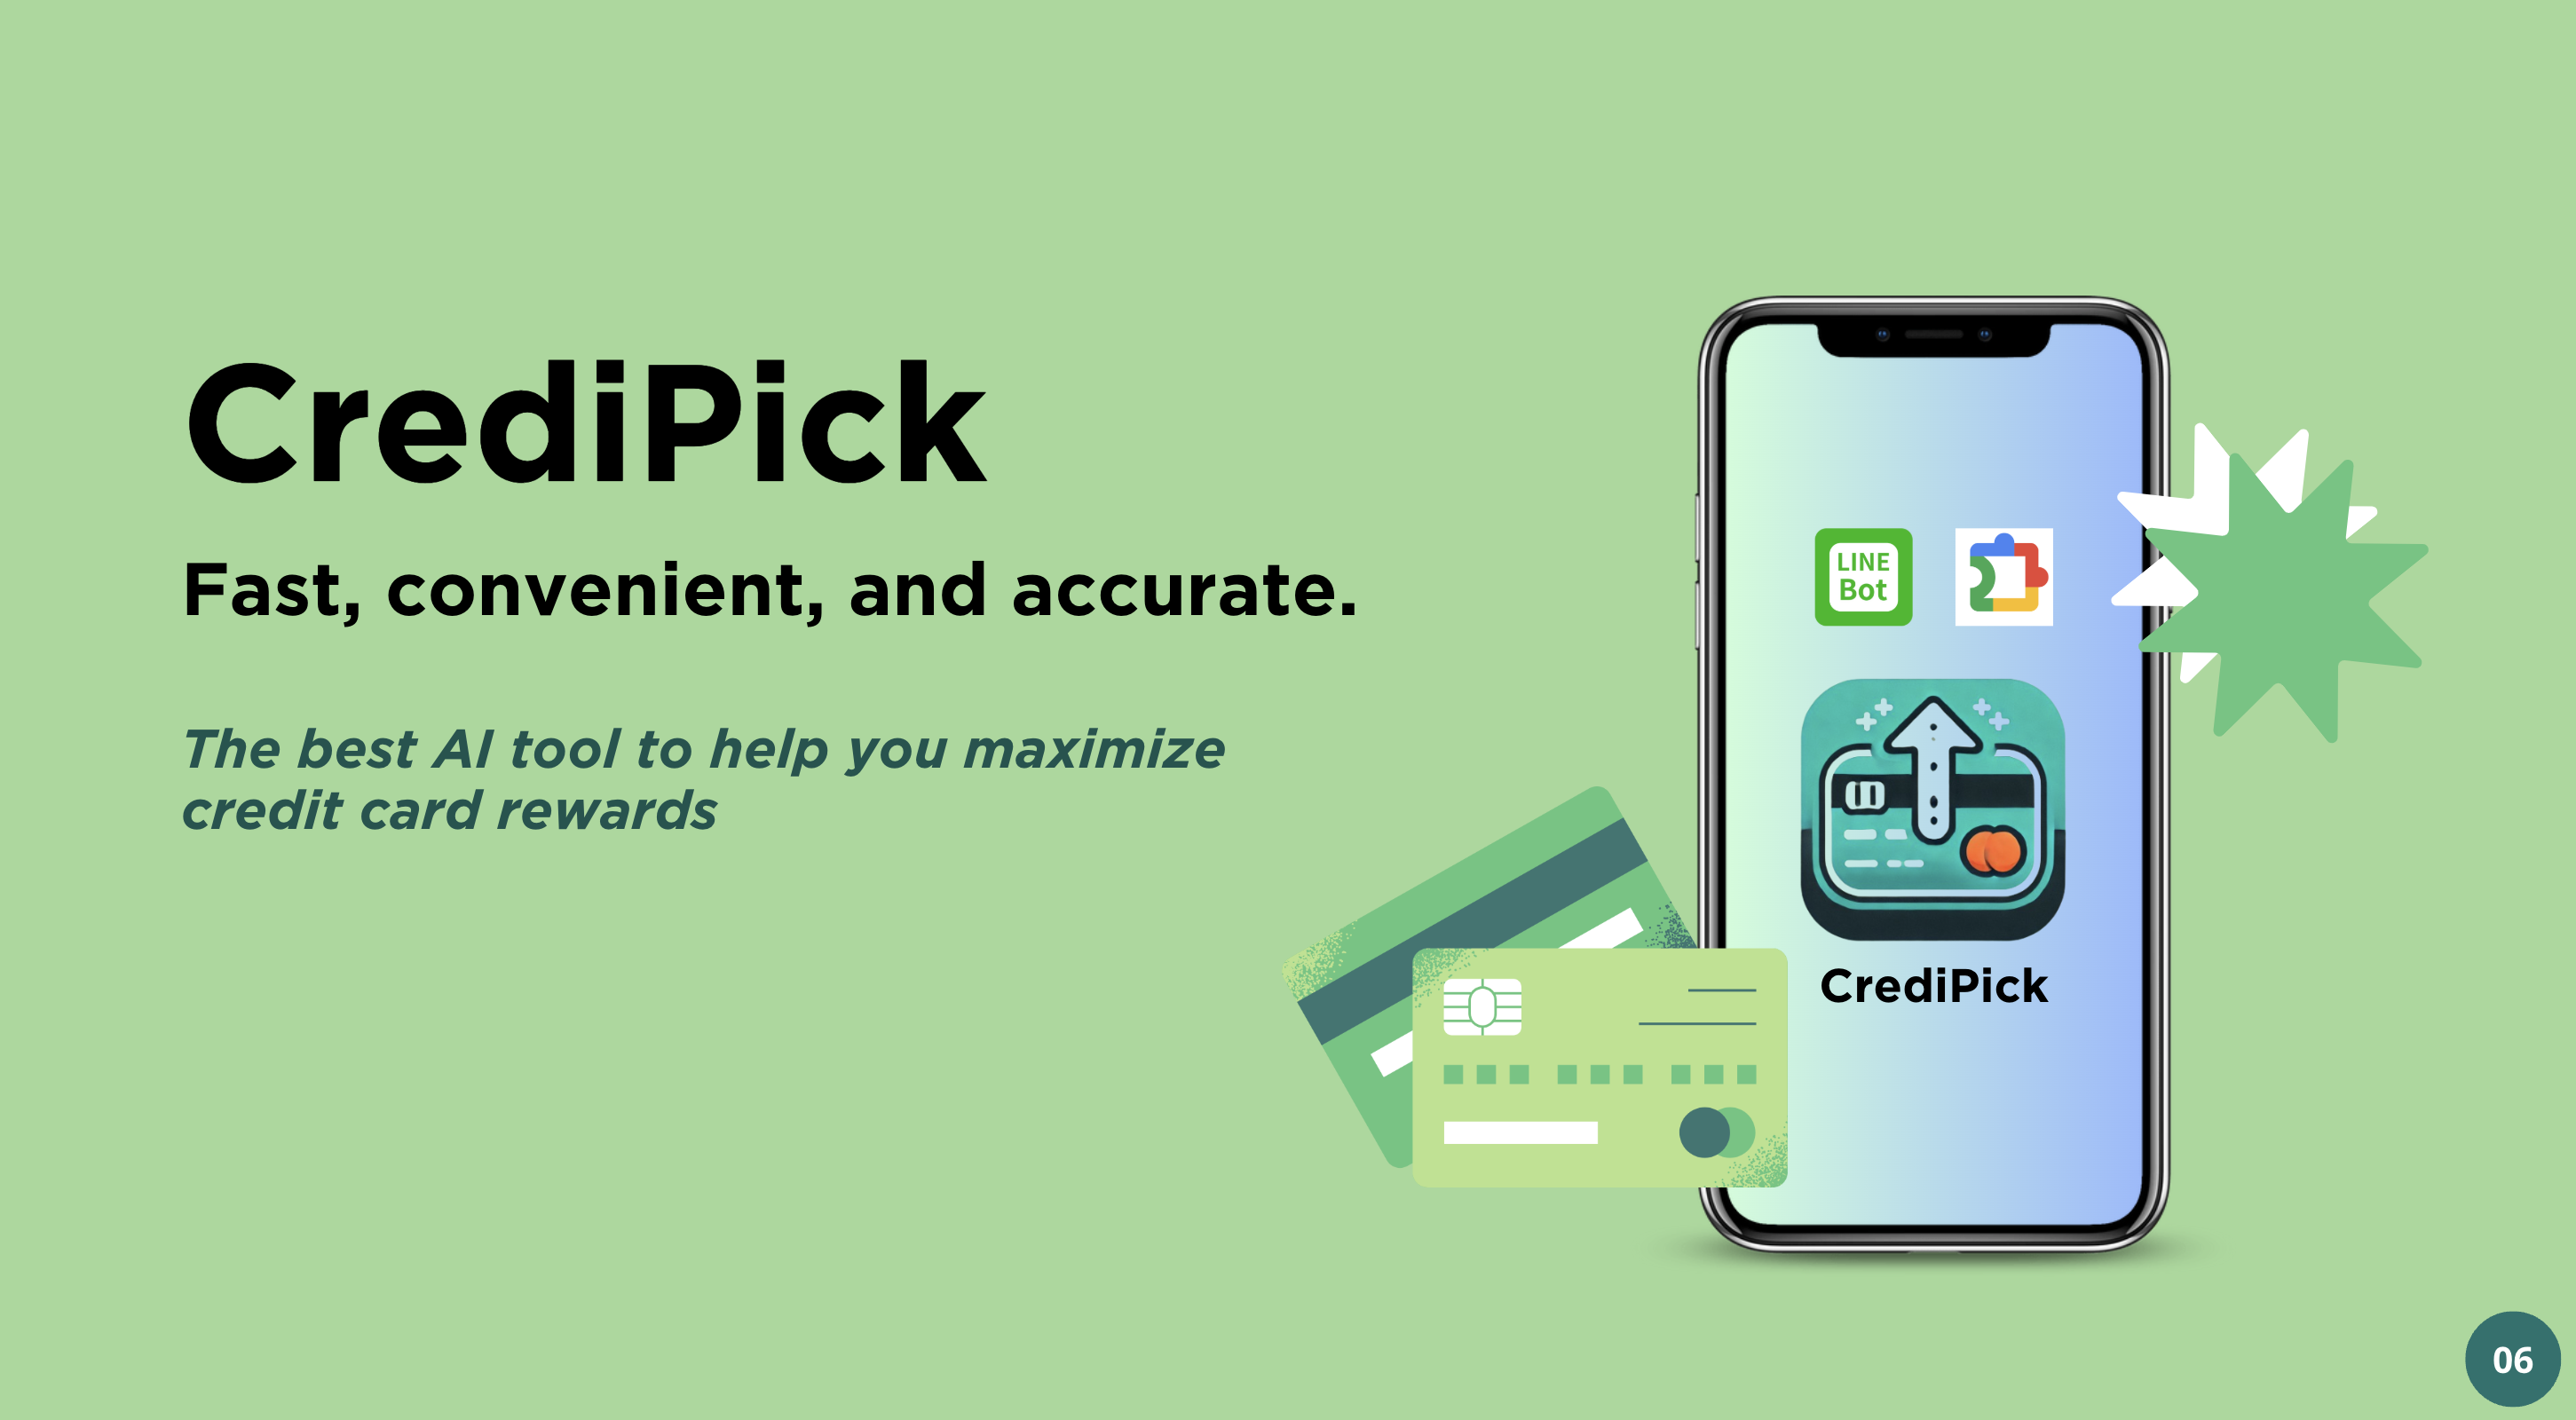 CrediPick
Fast, convenient, and accurate.
The best AI tool to help you maximize
credit card rewards
LINE
Bot
CrediPick
06